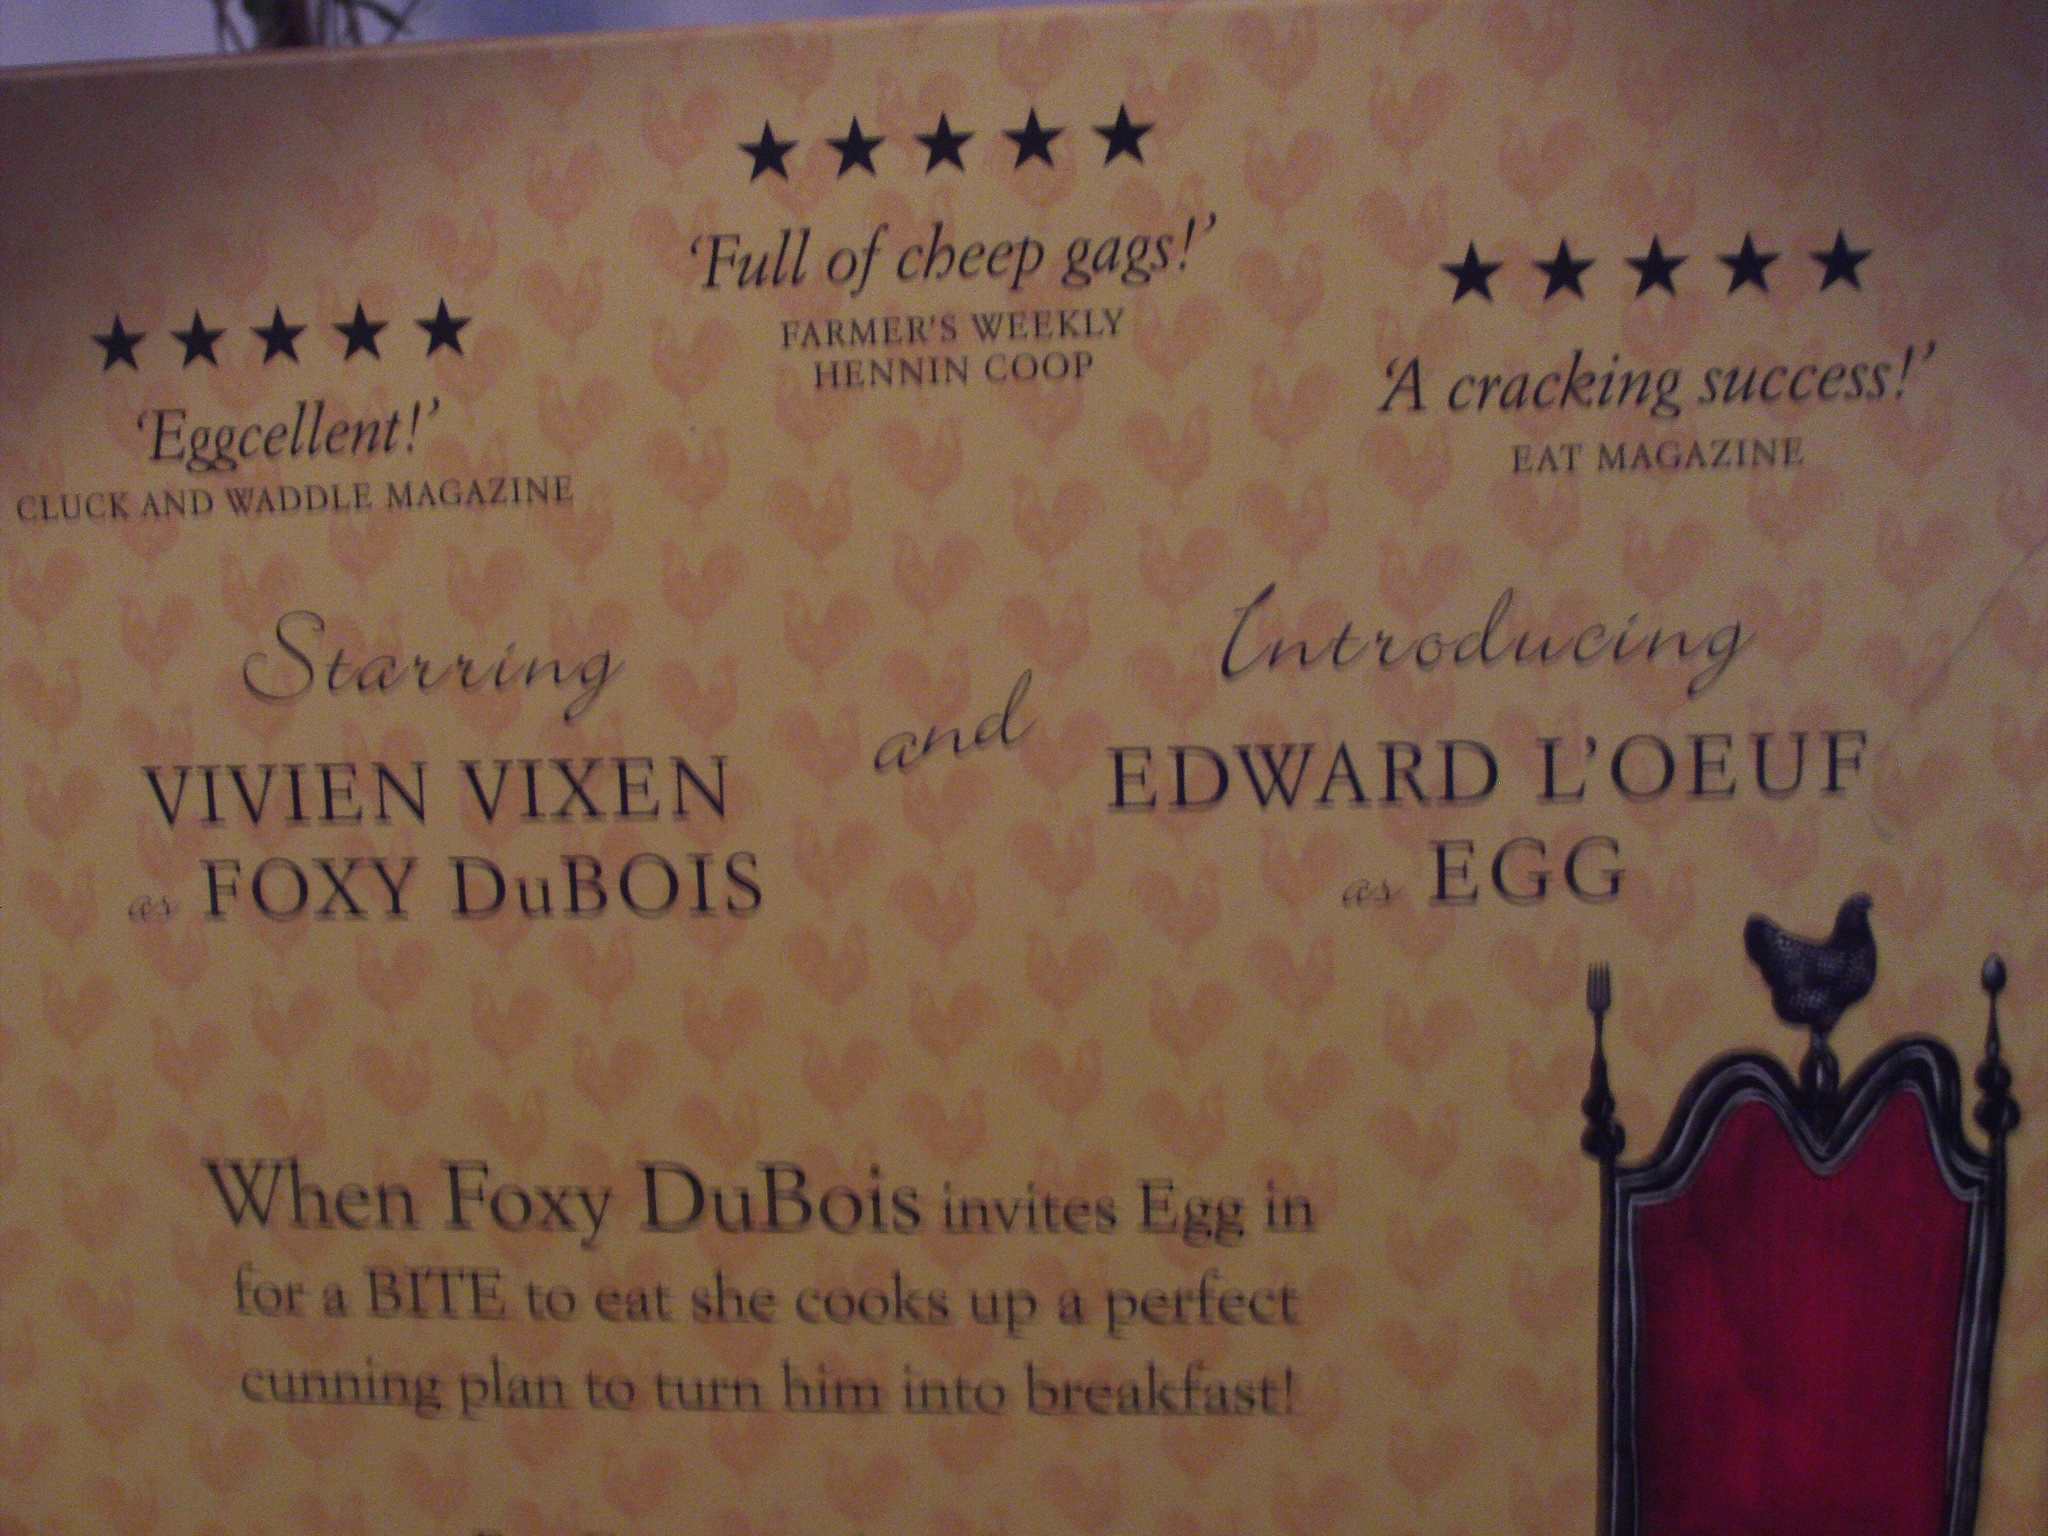 ★★★★★
'Full of cheep gags!'
FARMER'S WEEKLY
HENNIN COOP
★★★★★
'Eggcellent!'
CLUCK AND WADDLE MAGAZINE
★★★★★
'A cracking success!'
EAT MAGAZINE
Starring
VIVIEN VIXEN
as FOXY DuBOIS
and
Introducing
EDWARD L'OEUF
as EGG
When Foxy DuBois invites Egg in
for a BITE to eat she cooks up a perfect
cunning plan to turn him into breakfast!